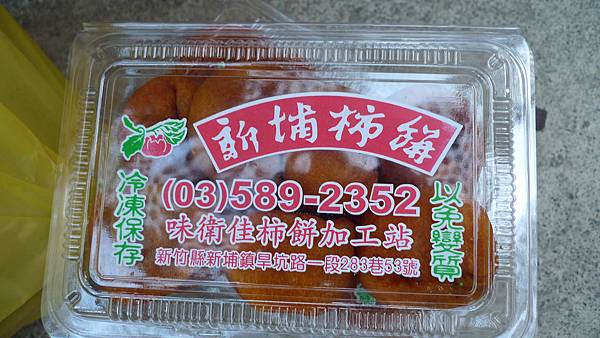 新埔柿餅
冷凍保存
(03)589-2352
以免變質
味衛佳柿餅加工站
新竹縣新埔鎮旱坑路一段283巷53號